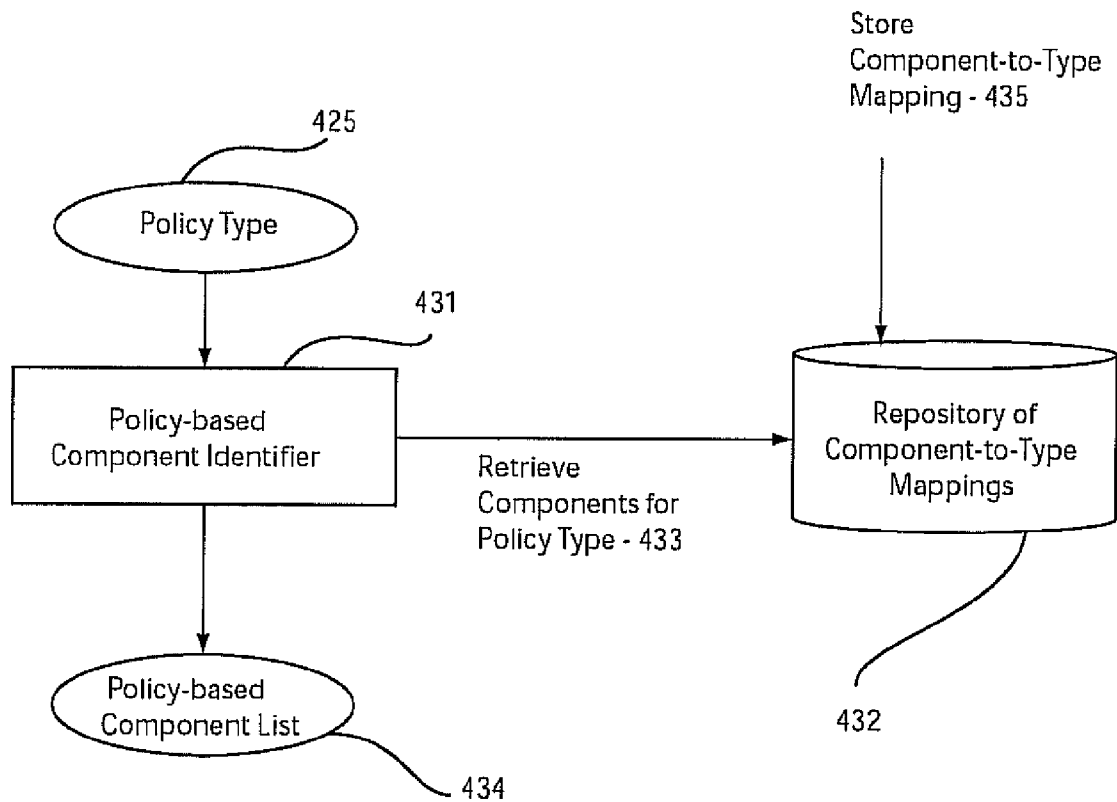 Store
Component-to-Type
Mapping - 435
425
Policy Type
431
Policy-based
Component Identifier
Retrieve
Components for
Policy Type - 433
Repository of
Component-to-Type
Mappings
Policy-based
Component List
432
434